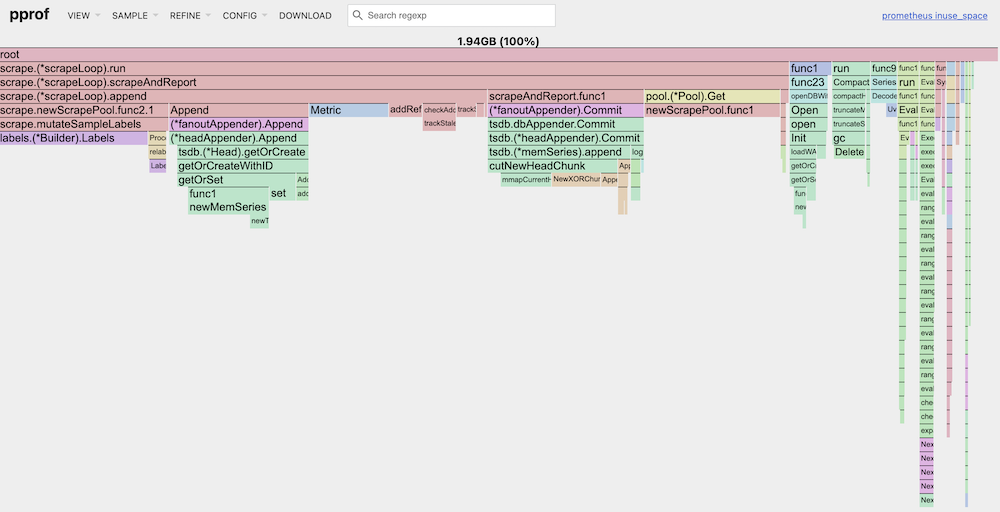 pprof VIEW SAMPLE REFINE CONFIG DOWNLOAD Search regexp prometheus inuse_space
1.94GB (100%)
root
scrape.(*scrapeLoop).run func1 run func9 func1 func fun
scrape.(*scrapeLoop).scrapeAndReport func23 Compact Series run Eva Sy
scrape.(*scrapeLoop).append scrapeAndReport.func1 pool.(*Pool).Get openDBWi compactH Decode func1 func
scrape.newScrapePool.func2.1 Append Metric addRef checkAdd trackt (*fanoutAppender).Commit newScrapePool.func1 Open truncateM Uv Eval Eval
scrape.mutateSampleLabels (*fanoutAppender).Append trackStale tsdb.dbAppender.Commit open truncateS func1 func
labels.(*Builder).Labels Proc (*headAppender).Append tsdb.(*headAppender).Commit Init gc Ev Exe
relab tsdb.(*Head).getOrCreate tsdb.(*memSeries).append log loadWA Delete exe
Labe getOrCreateWithID cutNewHeadChunk App getOrC exe
getOrSet Add mmapCurrentH NewXORChun Appe getOrSe Eva
func1 set add fun eval
newMemSeries new rang
newT eval
rang
eval
eval
rang
eval
rang
eval
rang
eval
rang
eval
che
che
exp
Nex
Nex
Nex
Nex
Nex